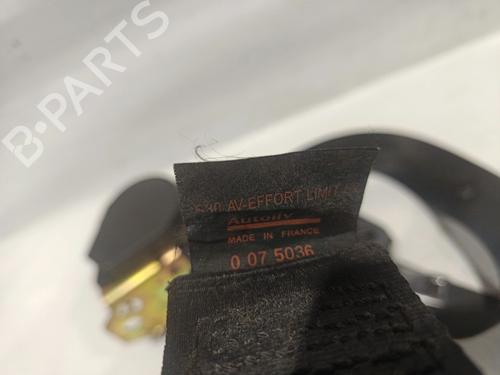 B-PARTS
AV-EFFORT LIMIT
Autoliv
MADE IN FRANCE
0 07 5036